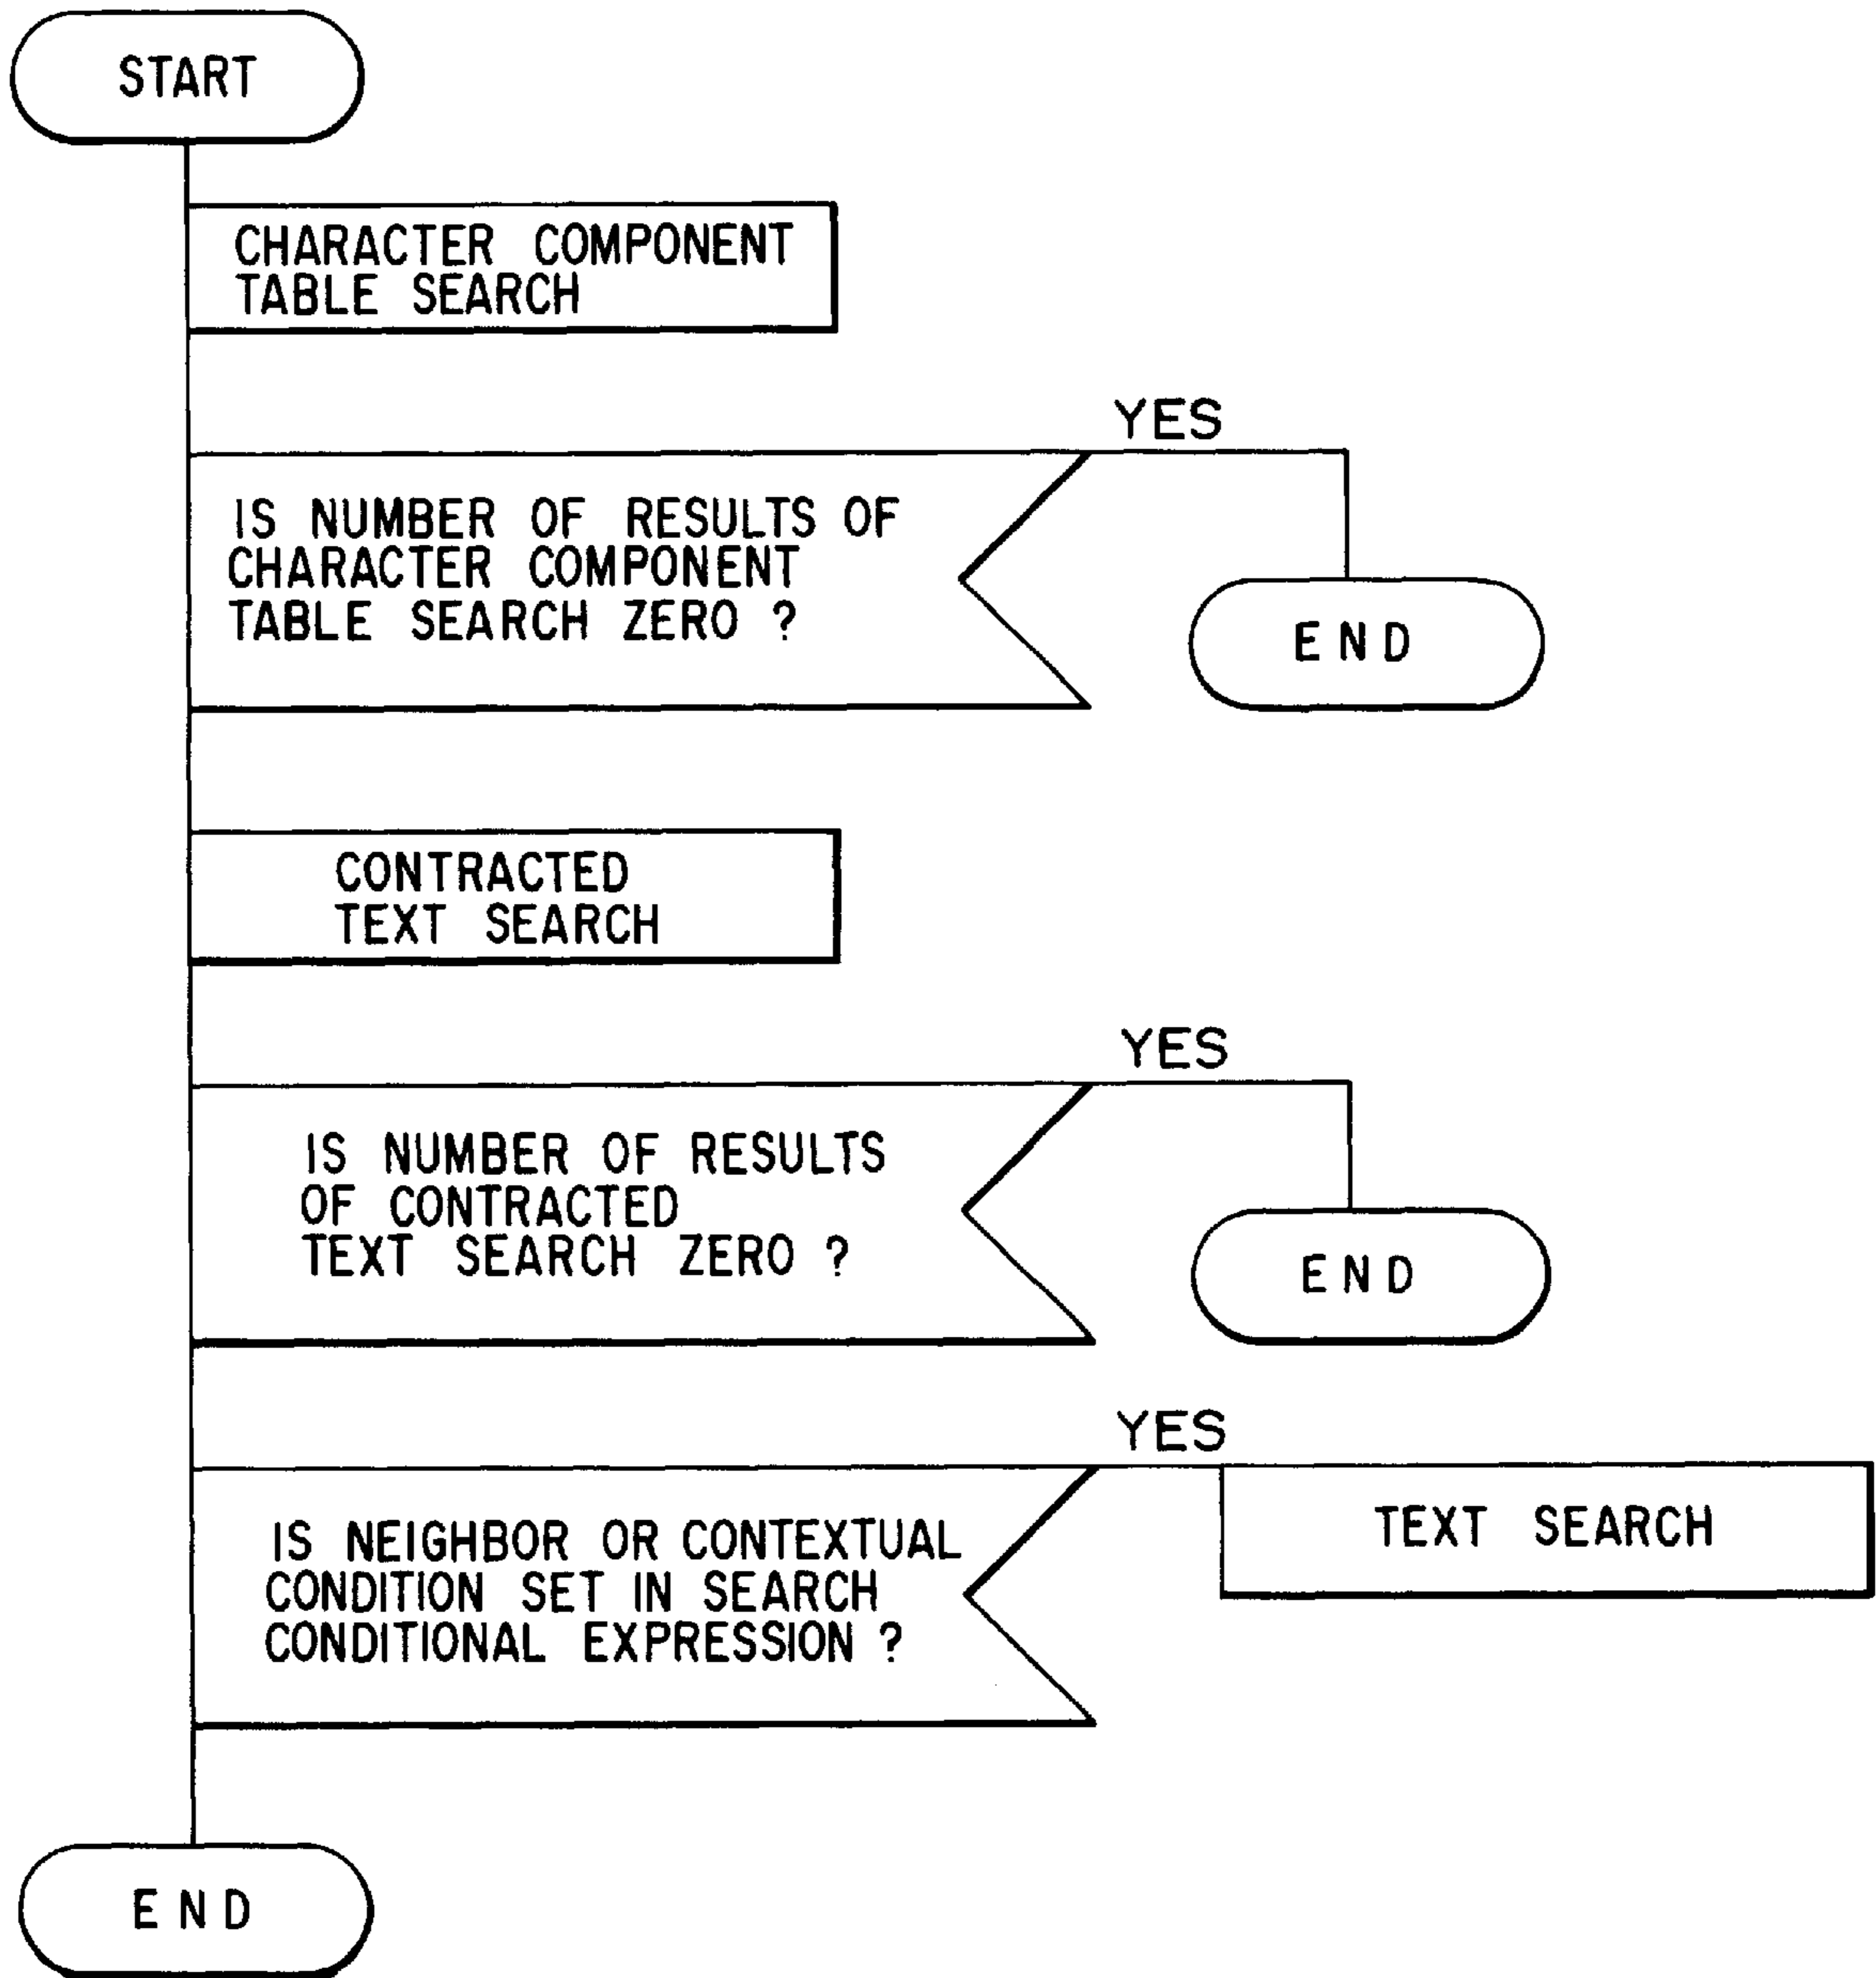 START
CHARACTER COMPONENT
TABLE SEARCH
YES
IS NUMBER OF RESULTS OF
CHARACTER COMPONENT
TABLE SEARCH ZERO ?
END
CONTRACTED
TEXT SEARCH
YES
IS NUMBER OF RESULTS
OF CONTRACTED
TEXT SEARCH ZERO ?
END
YES
IS NEIGHBOR OR CONTEXTUAL
CONDITION SET IN SEARCH
CONDITIONAL EXPRESSION ?
TEXT SEARCH
END